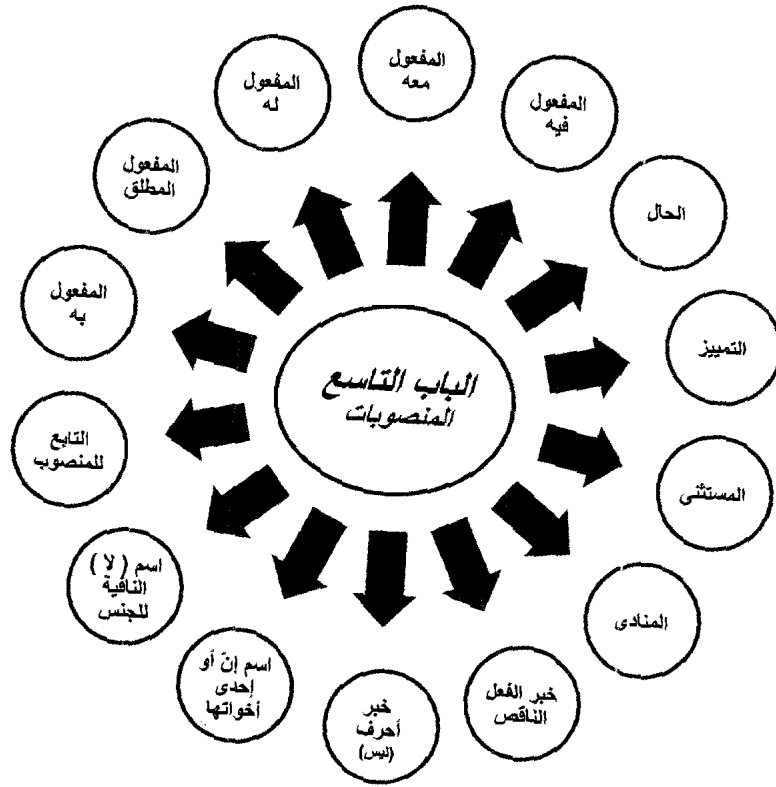 الباب التاسع
المنصوبات
المفعول
به
المفعول
المطلق
المفعول
له
المفعول
معه
المفعول
فيه
الحال
التمييز
المستثنى
المنادى
خبر الفعل
الناقص
خبر
أحرف
(ليس)
اسم إنّ أو
إحدى
أخواتها
اسم ( لا )
النافية
للجنس
التابع
للمنصوب